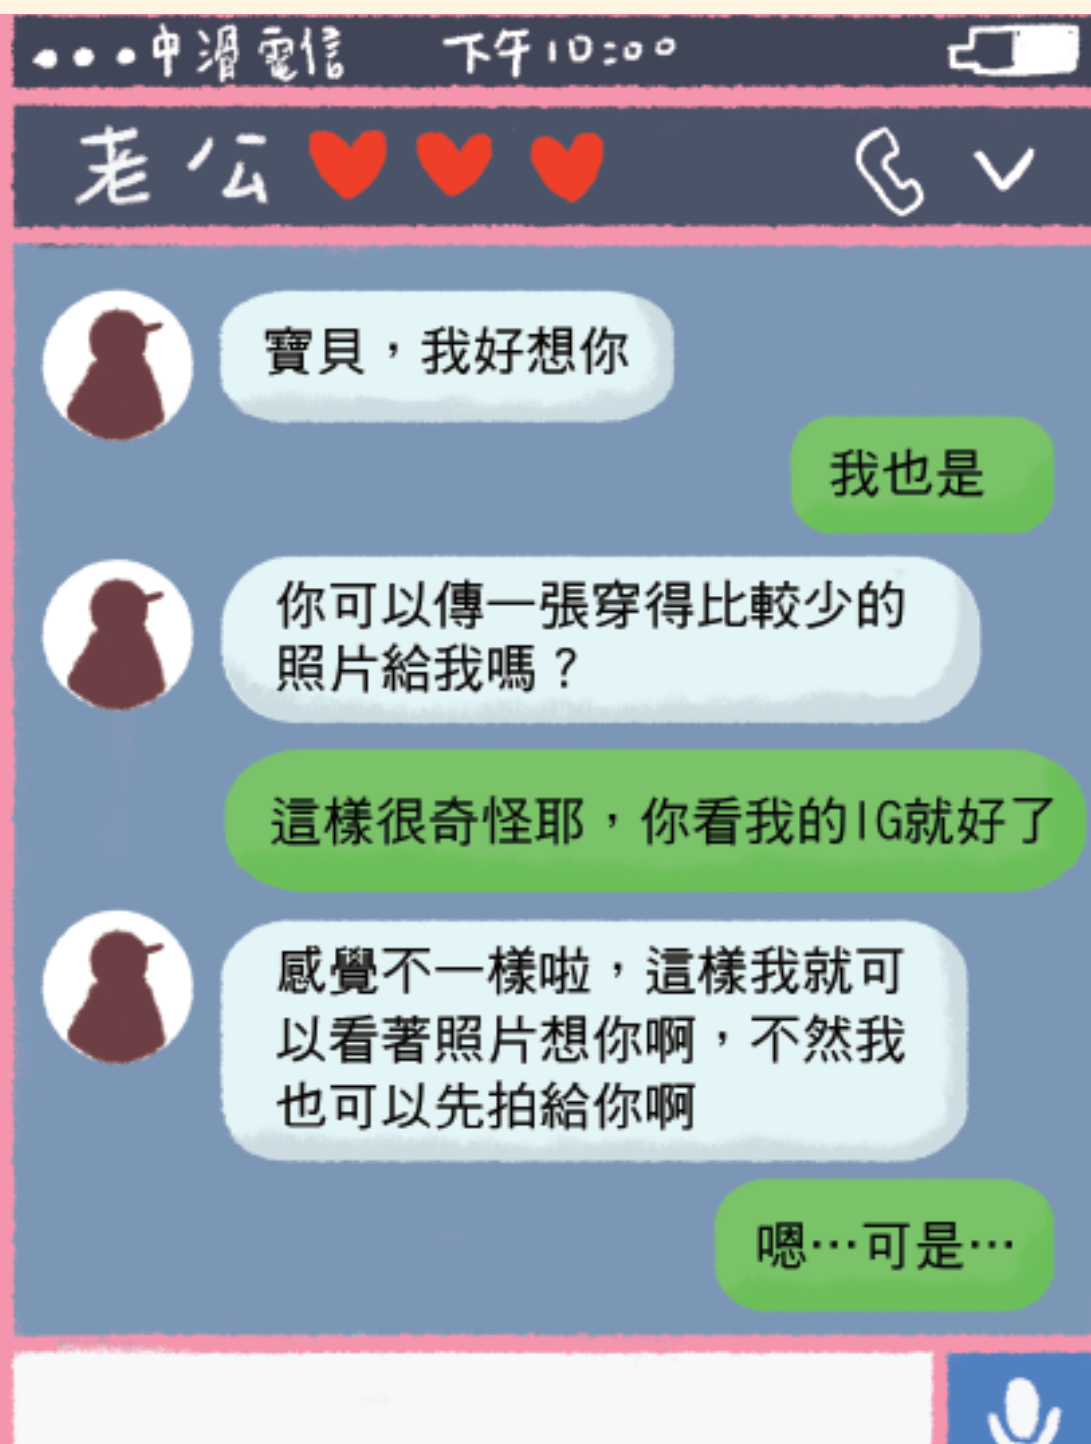 中滑電信 下午10:00
老公
寶貝，我好想你
我也是
你可以傳一張穿得比較少的
照片給我嗎？
這樣很奇怪耶，你看我的IG就好了
感覺不一樣啦，這樣我就可
以看著照片想你啊，不然我
也可以先拍給你啊
嗯…可是…